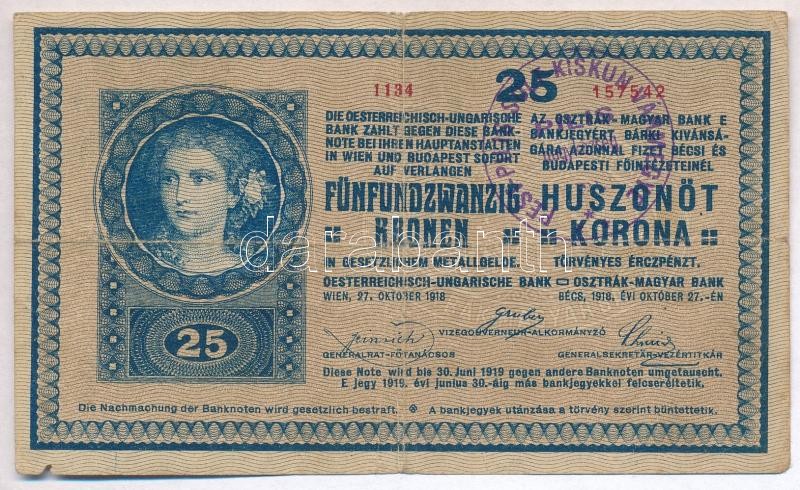 25
1134
157542
DIE OESTERREICHISCH-UNGARISCHE
BANK ZAHLT GEGEN DIESE BANK-
NOTE BEI IHREN HAUPTANSTALTEN
IN WIEN UND BUDAPEST SOFORT
AUF VERLANGEN
FÜNFUNDZWANZIG
KRONEN
IN GESETZLICHEM METALLGELDE.
OESTERREICHISCH-UNGARISCHE BANK
WIEN, 27. OKTOBER 1918
AZ OSZTRÁK-MAGYAR BANK E
BANKJEGYÉRT BÁRKI KIVÁNSÁ-
GÁRA AZONNAL FIZET BÉCSI ÉS
BUDAPESTI FŐINTÉZETEINÉL
HUSZONÖT
KORONA
TÖRVÉNYES ÉRCZPÉNZT.
OSZTRÁK-MAGYAR BANK
BÉCS, 1918. ÉVI OKTÓBER 27.-ÉN
KISKUN
darabanth
25
Gruber
VIZEGOUVERNEUR-ALKORMÁNYZÓ
GENERALRAT-FŐTANÁCSOS
GENERALSEKRETÄR-VEZÉRTITKÁR
Diese Note wird bis 30. Juni 1919 gegen andere Banknoten umgetauscht.
E jegy 1919. évi junius 30.-áig más bankjegyekkel felcseréltetik.
Die Nachmachung der Banknoten wird gesetzlich bestraft. A bankjegyek utánzása a törvény szerint büntettetik.